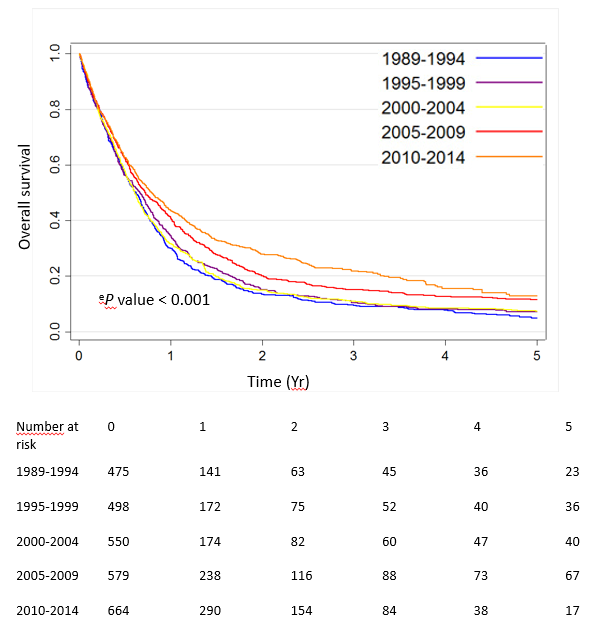 1989-1994
1995-1999
2000-2004
2005-2009
2010-2014
Overall survival
1.0
0.8
0.6
0.4
0.2
0.0
ePvalue < 0.001
0 1 2 3 4 5
Time (Yr)
Number at risk 0 1 2 3 4 5
1989-1994 475 141 63 45 36 23
1995-1999 498 172 75 52 40 36
2000-2004 550 174 82 60 47 40
2005-2009 579 238 116 88 73 67
2010-2014 664 290 154 84 38 17